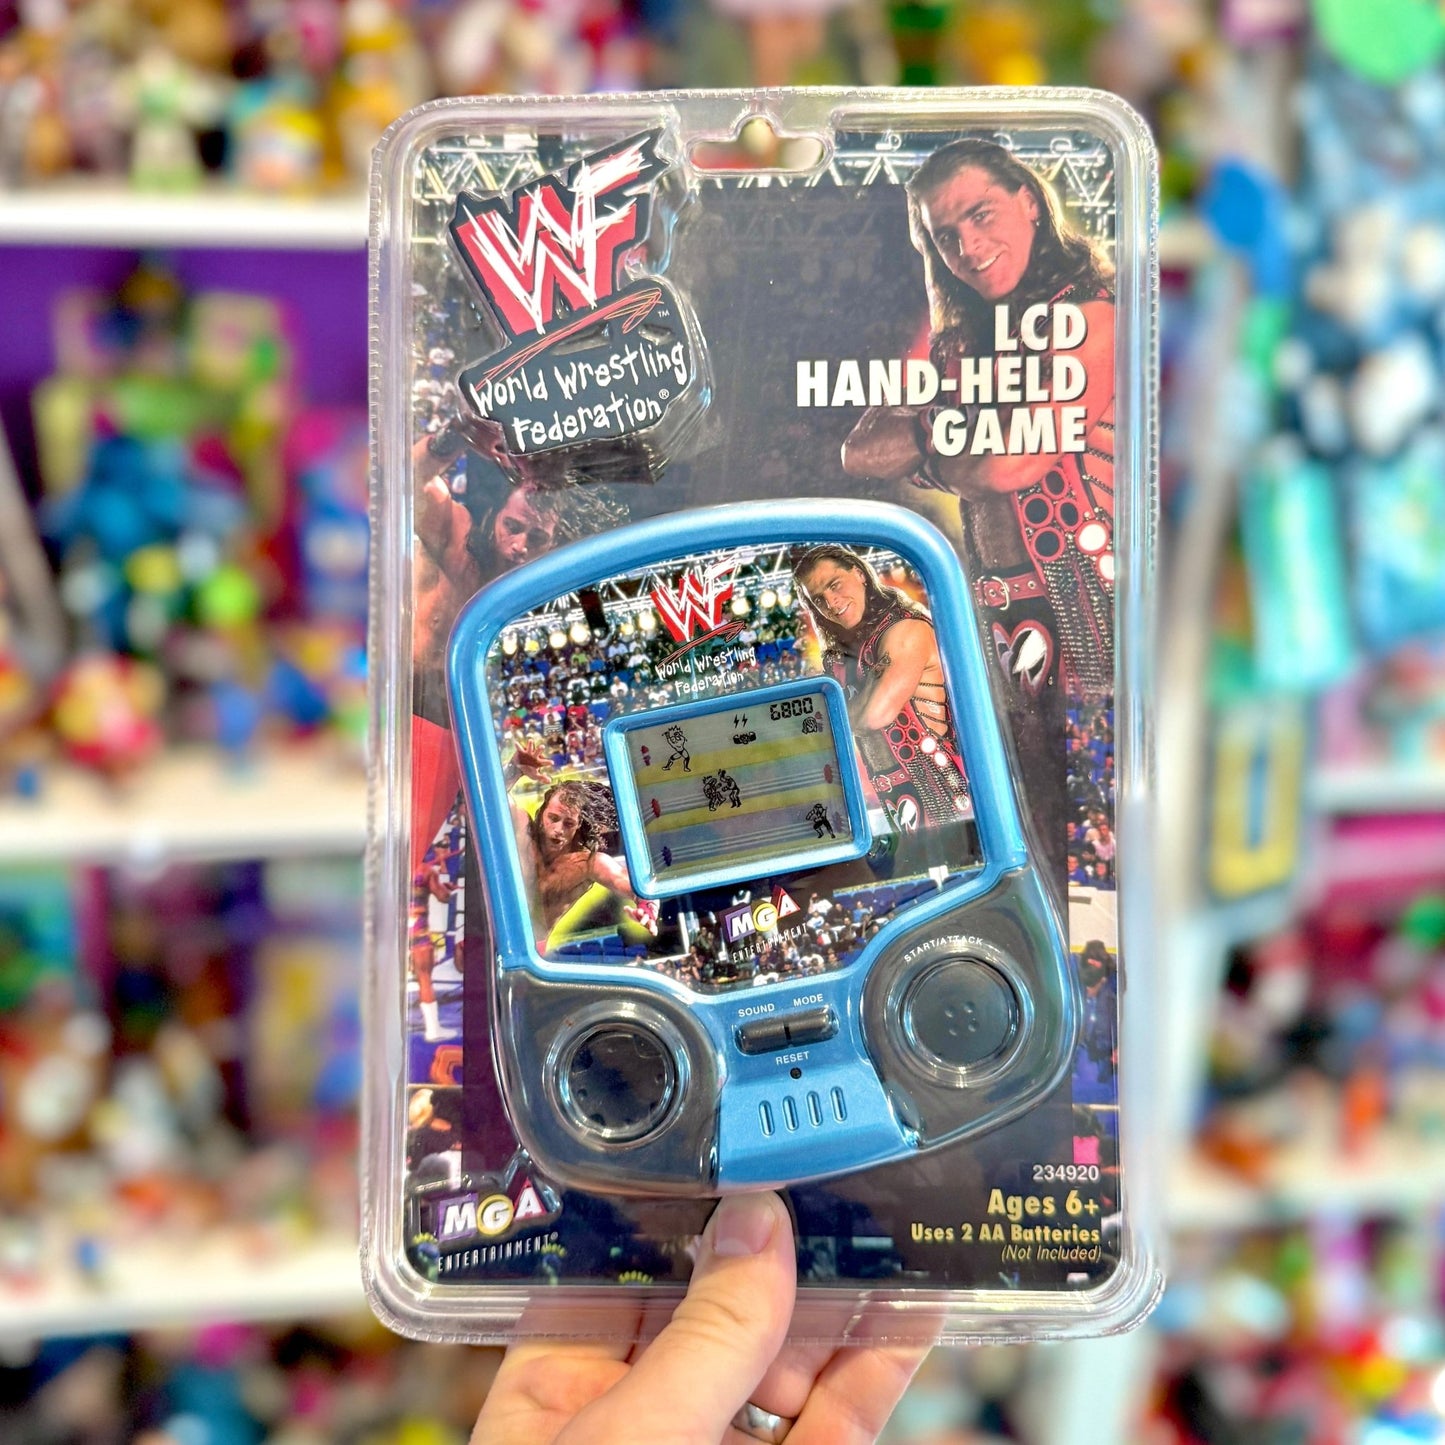 WF
™
World Wrestling
Federation®
LCD
HAND-HELD
GAME
WF
World Wrestling
Federation
6800
MGA
ENTERTAINMENT
START/ATTACK
SOUND MODE
RESET
234920
Ages 6+
Uses 2 AA Batteries
(Not Included)
MGA
ENTERTAINMENT®